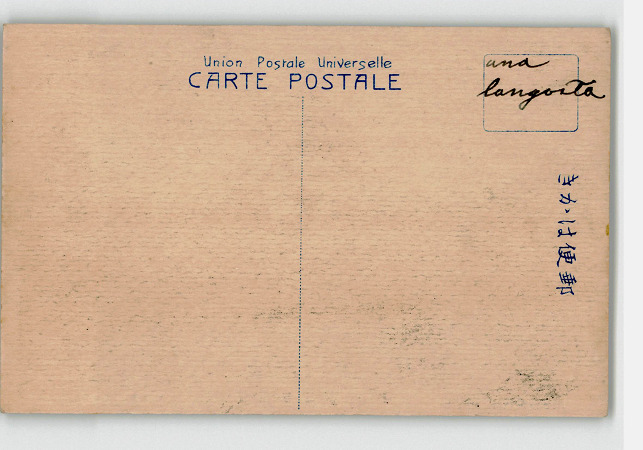 Union Postale Universelle
CARTE POSTALE
una
langosta
郵便はかき